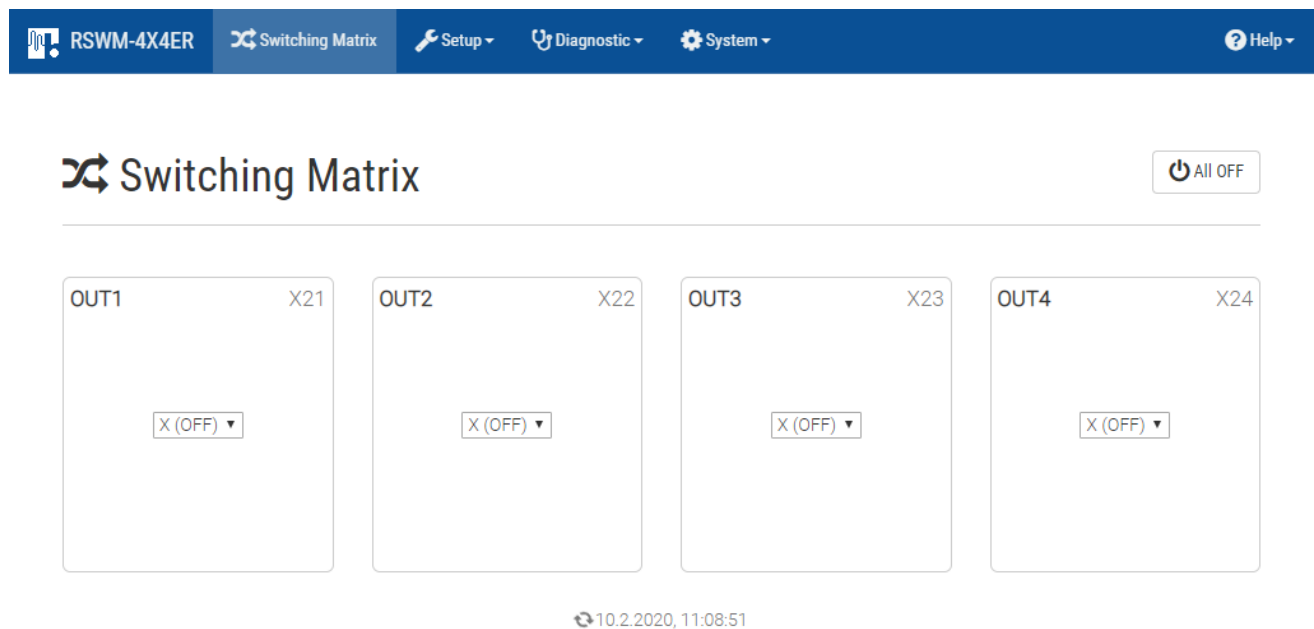 RSWM-4X4ER Switching Matrix Setup Diagnostic System Help
Switching Matrix
All OFF
OUT1 X21 OUT2 X22 OUT3 X23 OUT4 X24
X (OFF) X (OFF) X (OFF) X (OFF)
10.2.2020, 11:08:51